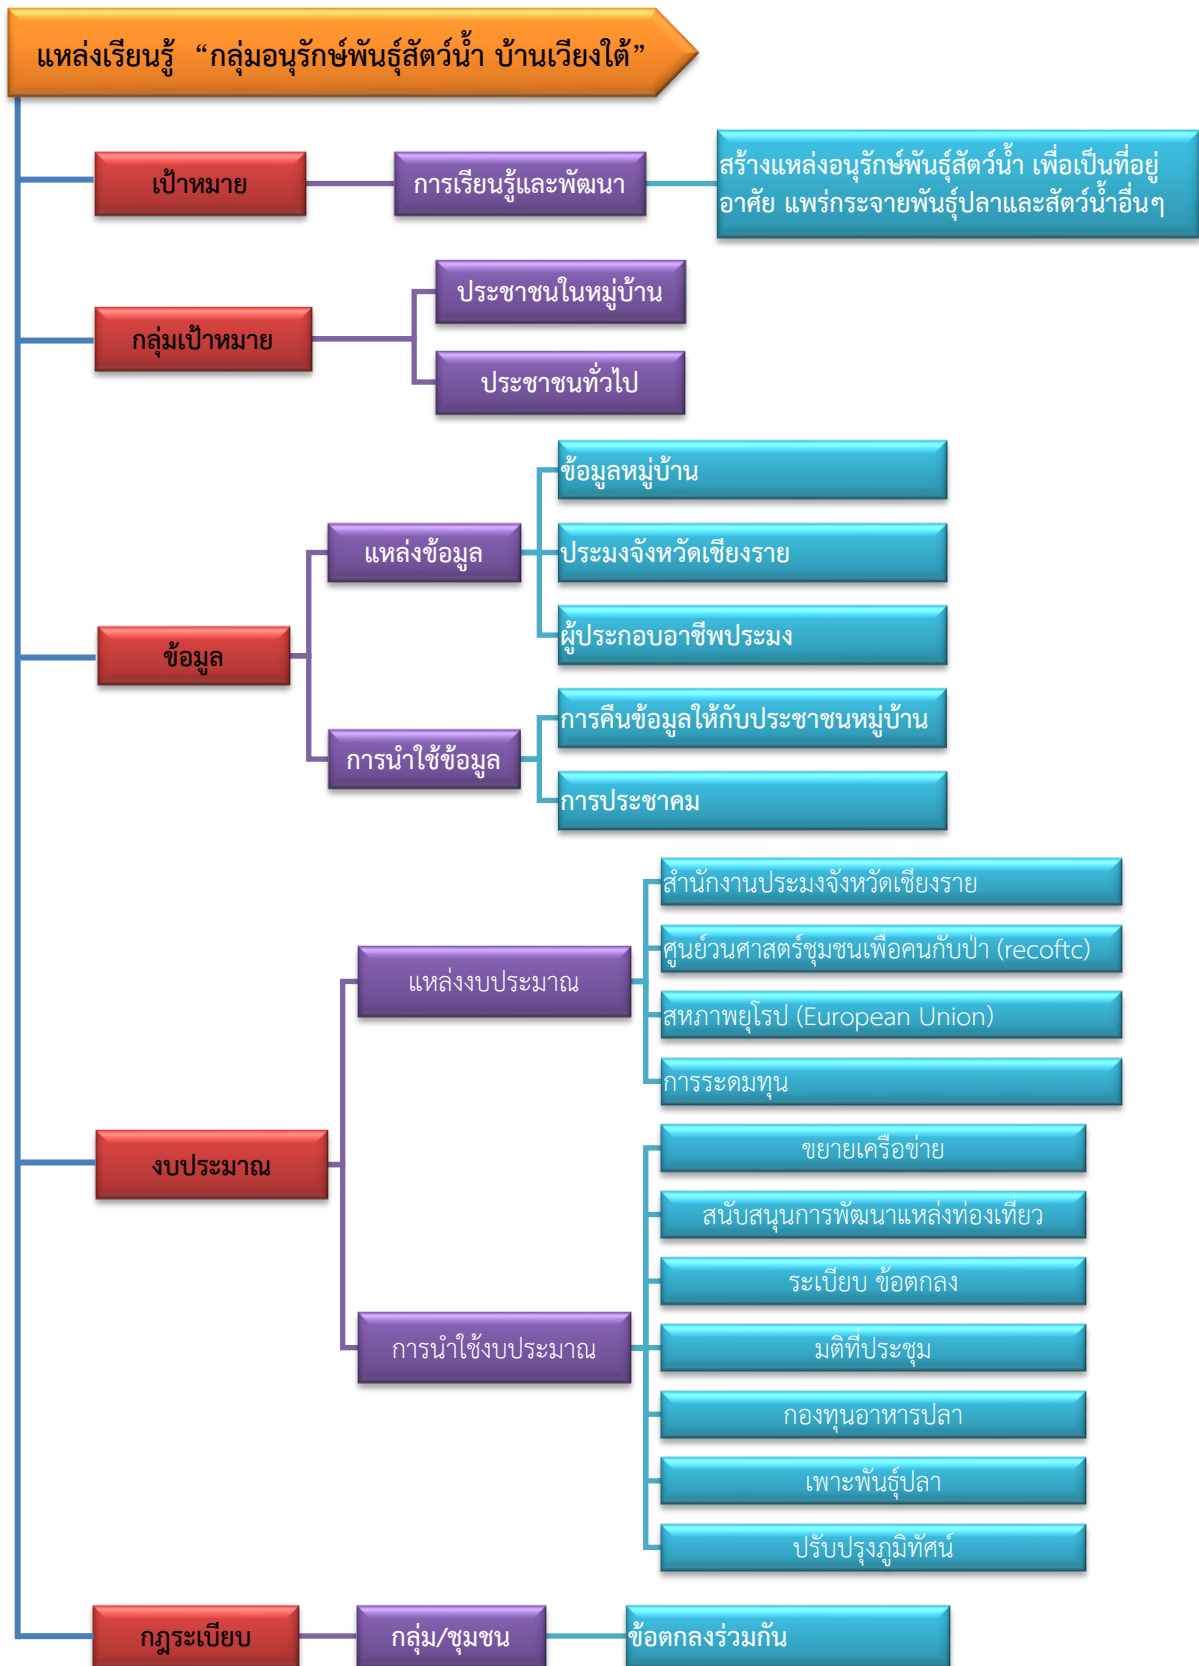 แหล่งเรียนรู้ “กลุ่มอนุรักษ์พันธุ์สัตว์น้ำ บ้านเวียงใต้”
เป้าหมาย
การเรียนรู้และพัฒนา
สร้างแหล่งอนุรักษ์พันธุ์สัตว์น้ำ เพื่อเป็นที่อยู่
อาศัย แพร่กระจายพันธุ์ปลาและสัตว์น้ำอื่นๆ
กลุ่มเป้าหมาย
ประชาชนในหมู่บ้าน
ประชาชนทั่วไป
ข้อมูล
แหล่งข้อมูล
ข้อมูลหมู่บ้าน
ประมงจังหวัดเชียงราย
ผู้ประกอบอาชีพประมง
การนำใช้ข้อมูล
การคืนข้อมูลให้กับประชาชนหมู่บ้าน
การประชาคม
งบประมาณ
แหล่งงบประมาณ
สำนักงานประมงจังหวัดเชียงราย
ศูนย์วนศาสตร์ชุมชนเพื่อคนกับป่า (recoftc)
สหภาพยุโรป (European Union)
การระดมทุน
การนำใช้งบประมาณ
ขยายเครือข่าย
สนับสนุนการพัฒนาแหล่งท่องเที่ยว
ระเบียบ ข้อตกลง
มติที่ประชุม
กองทุนอาหารปลา
เพาะพันธุ์ปลา
ปรับปรุงภูมิทัศน์
กฎระเบียบ
กลุ่ม/ชุมชน
ข้อตกลงร่วมกัน